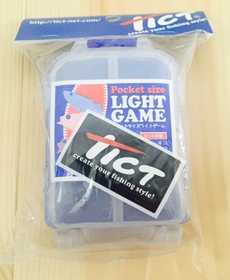 http://tict-net.com/
TICT
create your fishing style!
Pocket size
LIGHT
GAME
TICT
create your fishing style!